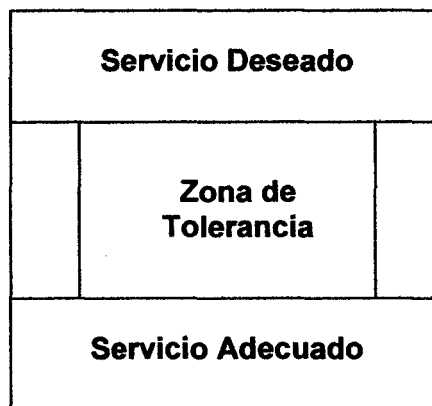 Servicio Deseado
Zona de
Tolerancia
Servicio Adecuado